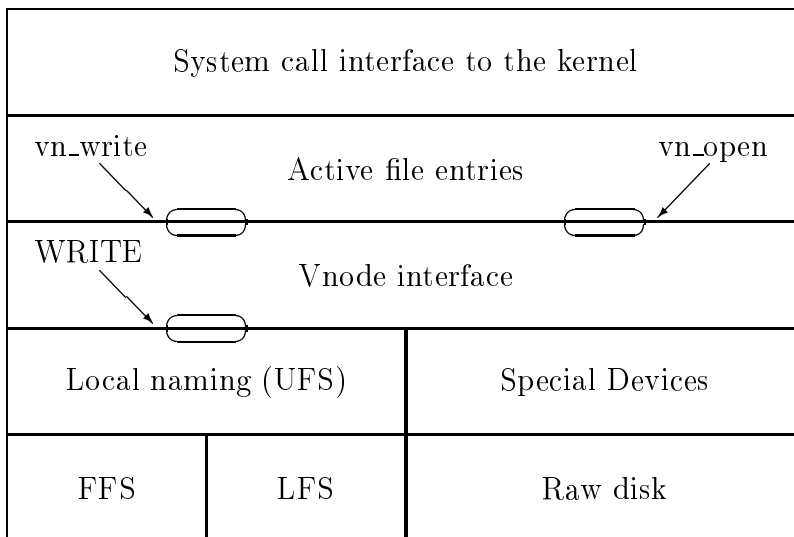 System call interface to the kernel
vn_write
vn_open
Active file entries
WRITE
Vnode interface
Local naming (UFS)
Special Devices
FFS
LFS
Raw disk